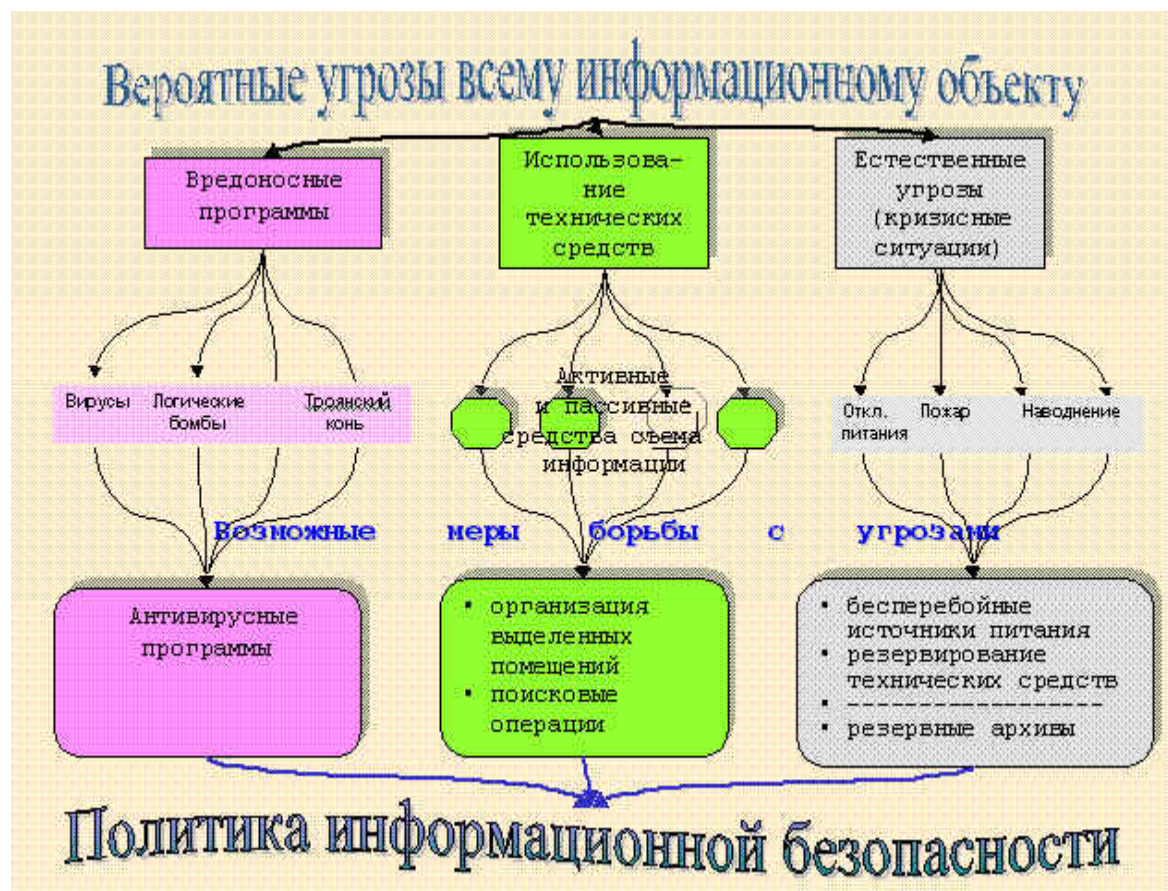 Вероятные угрозы всему информационному объекту
Вредоносные
программы
Использова-
ние
технических
средств
Естественные
угрозы
(кризисные
ситуации)
Вирусы
Логические
бомбы
Троянский
конь
Активные
и пассивные
средства съема
информации
Откл.
питания
Пожар
Наводнение
Возможные меры борьбы с угрозами
Антивирусные
программы
• организация
выделенных
помещений
• поисковые
операции
• бесперебойные
источники питания
• резервирование
технических средств
• ------------------
• резервные архивы
Политика информационной безопасности